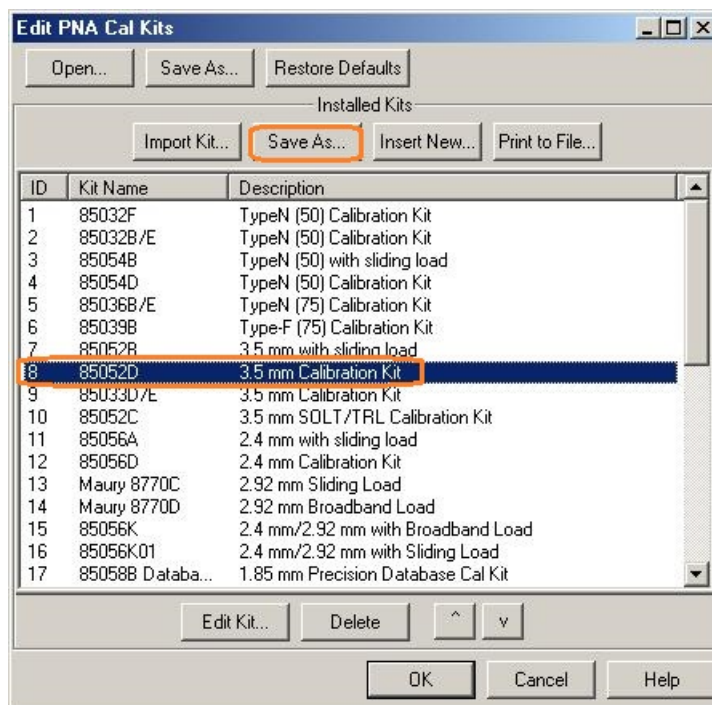 Edit PNA Cal Kits
Open... Save As... Restore Defaults
Installed Kits
Import Kit... Save As... Insert New... Print to File...
ID Kit Name Description
1 85032F TypeN (50) Calibration Kit
2 85032B/E TypeN (50) Calibration Kit
3 85054B TypeN (50) with sliding load
4 85054D TypeN (50) Calibration Kit
5 85036B/E TypeN (75) Calibration Kit
6 85039B Type-F (75) Calibration Kit
7 85052B 3.5 mm with sliding load
8 85052D 3.5 mm Calibration Kit
9 85033D/E 3.5 mm Calibration Kit
10 85052C 3.5 mm SOLT/TRL Calibration Kit
11 85056A 2.4 mm with sliding load
12 85056D 2.4 mm Calibration Kit
13 Maury 8770C 2.92 mm Sliding Load
14 Maury 8770D 2.92 mm Broadband Load
15 85056K 2.4 mm/2.92 mm with Broadband Load
16 85056K01 2.4 mm/2.92 mm with Sliding Load
17 85058B Databa... 1.85 mm Precision Database Cal Kit
Edit Kit... Delete ^ v
OK Cancel Help